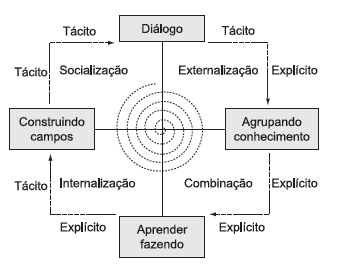 Diálogo
Tácito
Tácito
Tácito
Socialização
Externalização
Explícito
Construindo
campos
Agrupando
conhecimento
Tácito
Internalização
Combinação
Explícito
Explícito
Explícito
Aprender
fazendo